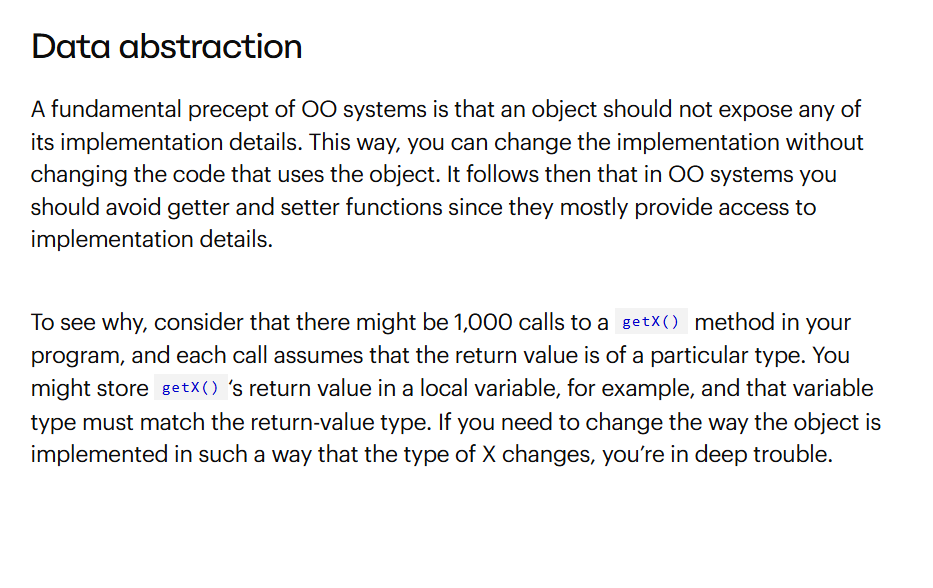 Data abstraction
A fundamental precept of OO systems is that an object should not expose any of
its implementation details. This way, you can change the implementation without
changing the code that uses the object. It follows then that in OO systems you
should avoid getter and setter functions since they mostly provide access to
implementation details.
To see why, consider that there might be 1,000 calls to a getX() method in your
program, and each call assumes that the return value is of a particular type. You
might store getX() ‘s return value in a local variable, for example, and that variable
type must match the return-value type. If you need to change the way the object is
implemented in such a way that the type of X changes, you’re in deep trouble.